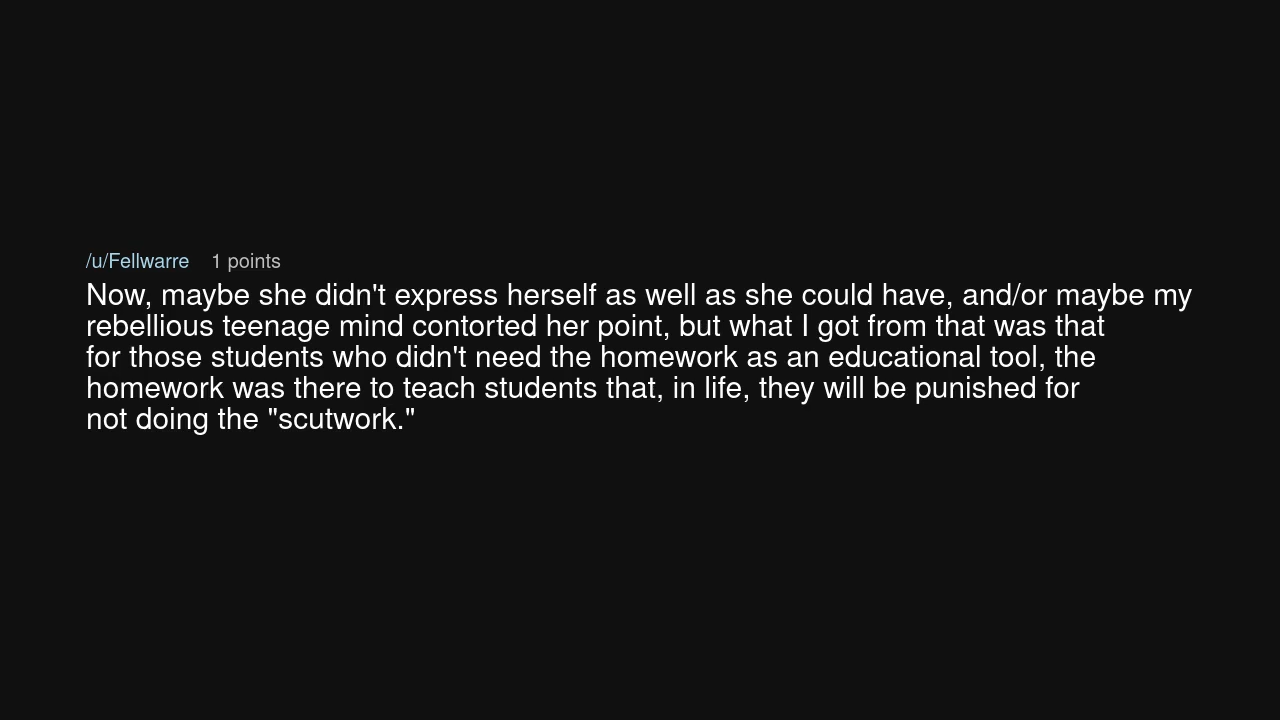 /u/Fellwarre 1 points
Now, maybe she didn't express herself as well as she could have, and/or maybe my
rebellious teenage mind contorted her point, but what I got from that was that
for those students who didn't need the homework as an educational tool, the
homework was there to teach students that, in life, they will be punished for
not doing the "scutwork."